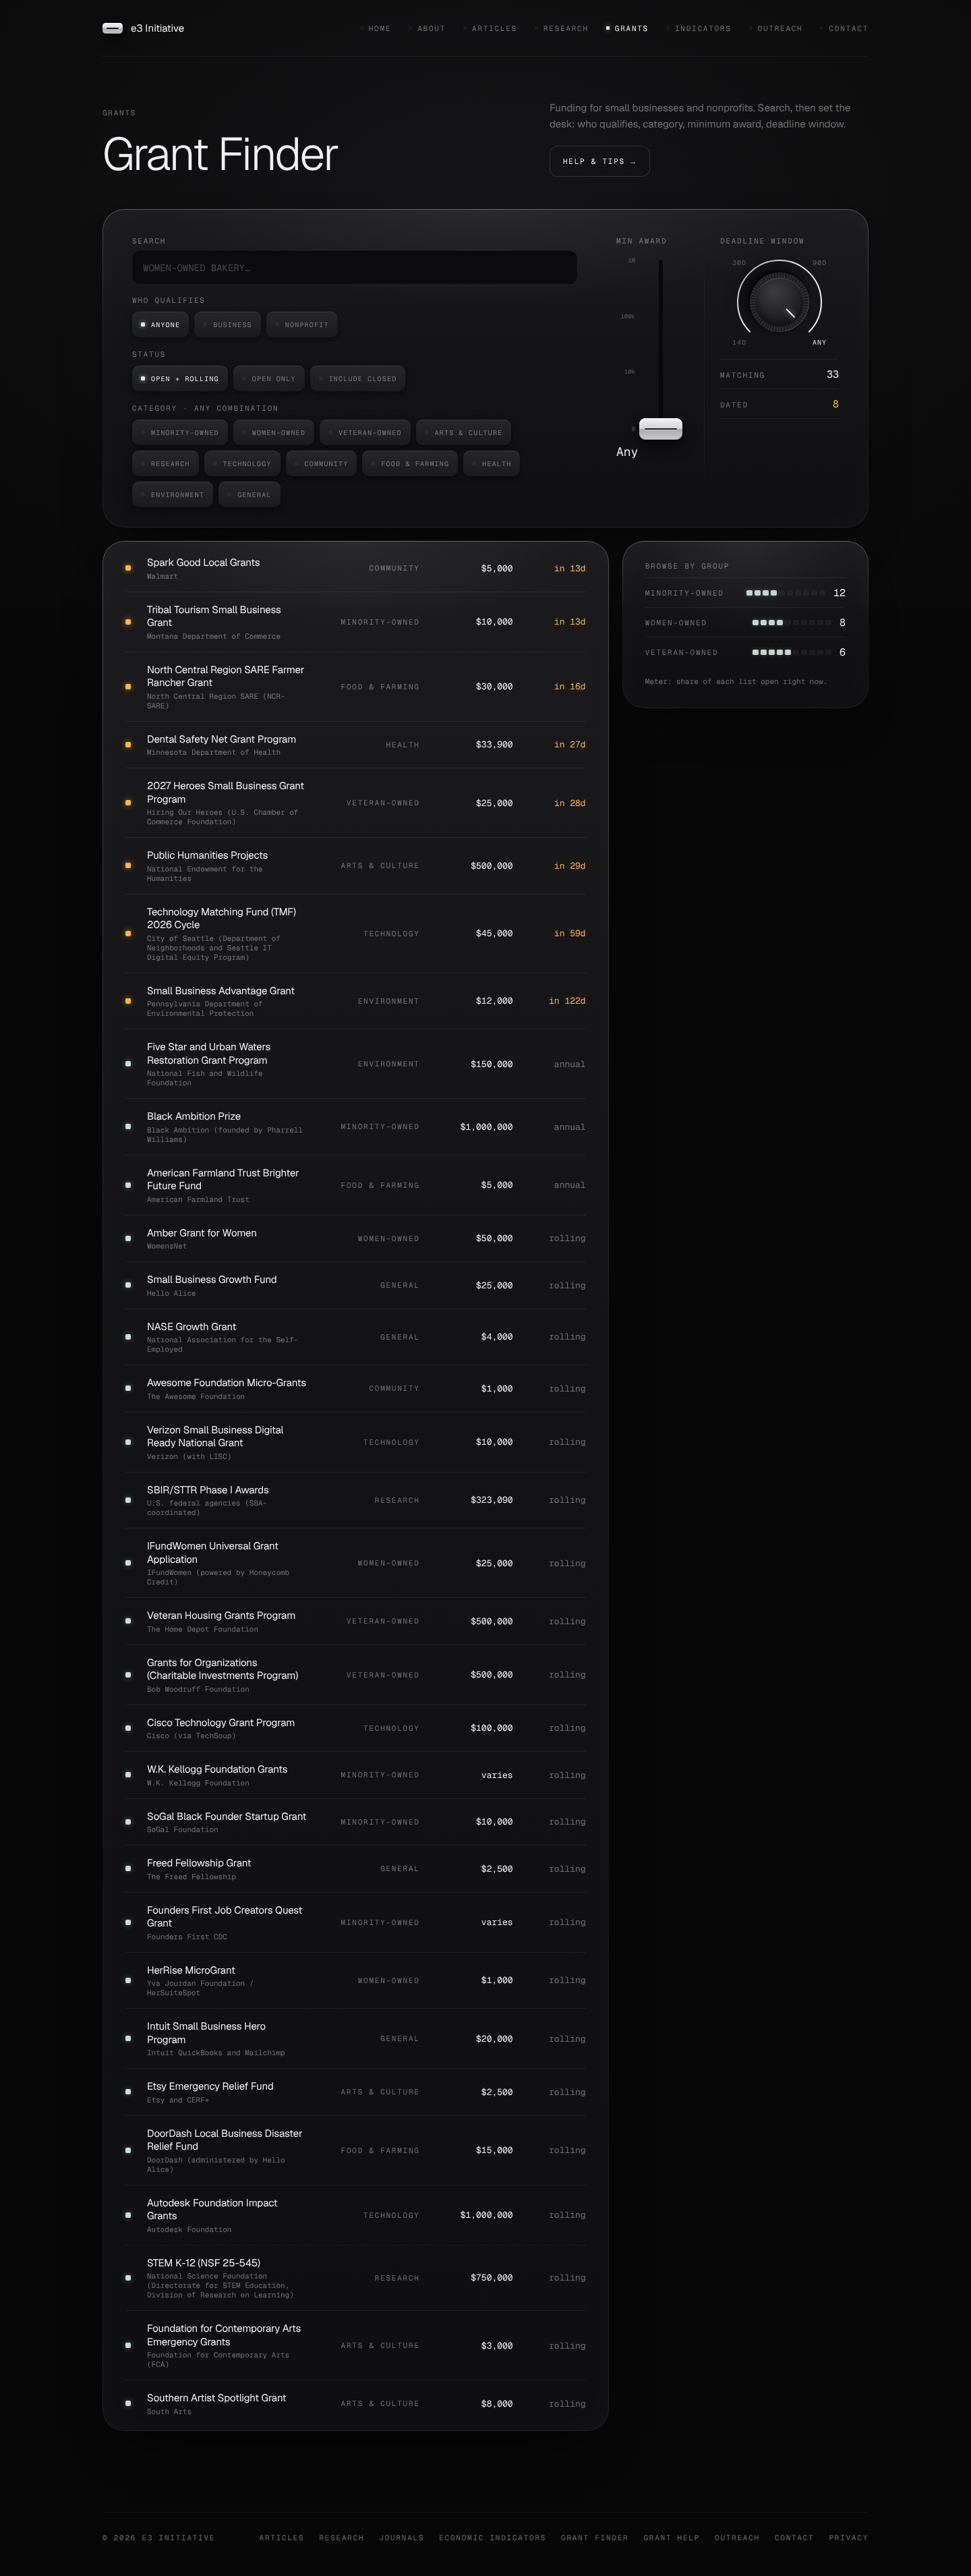 e3 Initiative
HOME ABOUT ARTICLES RESEARCH GRANTS INDICATORS OUTREACH CONTACT
GRANTS
Grant Finder
Funding for small businesses and nonprofits. Search, then set the
desk: who qualifies, category, minimum award, deadline window.
HELP & TIPS →
SEARCH
WOMEN-OWNED BAKERY…
WHO QUALIFIES
ANYONE BUSINESS NONPROFIT
STATUS
OPEN + ROLLING OPEN ONLY INCLUDE CLOSED
CATEGORY · ANY COMBINATION
MINORITY-OWNED WOMEN-OWNED VETERAN-OWNED ARTS & CULTURE
RESEARCH TECHNOLOGY COMMUNITY FOOD & FARMING HEALTH
ENVIRONMENT GENERAL
MIN AWARD
1M
100k
10k
0
Any
DEADLINE WINDOW
30D 90D
14D ANY
MATCHING 33
DATED 8
Spark Good Local Grants
Walmart
COMMUNITY $5,000 in 13d
Tribal Tourism Small Business
Grant
Montana Department of Commerce
MINORITY-OWNED $10,000 in 13d
North Central Region SARE Farmer
Rancher Grant
North Central Region SARE (NCR-
SARE)
FOOD & FARMING $30,000 in 16d
Dental Safety Net Grant Program
Minnesota Department of Health
HEALTH $33,900 in 27d
2027 Heroes Small Business Grant
Program
Hiring Our Heroes (U.S. Chamber of
Commerce Foundation)
VETERAN-OWNED $25,000 in 28d
Public Humanities Projects
National Endowment for the
Humanities
ARTS & CULTURE $500,000 in 29d
Technology Matching Fund (TMF)
2026 Cycle
City of Seattle (Department of
Neighborhoods and Seattle IT
Digital Equity Program)
TECHNOLOGY $45,000 in 59d
Small Business Advantage Grant
Pennsylvania Department of
Environmental Protection
ENVIRONMENT $12,000 in 122d
Five Star and Urban Waters
Restoration Grant Program
National Fish and Wildlife
Foundation
ENVIRONMENT $150,000 annual
Black Ambition Prize
Black Ambition (founded by Pharrell
Williams)
MINORITY-OWNED $1,000,000 annual
American Farmland Trust Brighter
Future Fund
American Farmland Trust
FOOD & FARMING $5,000 annual
Amber Grant for Women
WomensNet
WOMEN-OWNED $50,000 rolling
Small Business Growth Fund
Hello Alice
GENERAL $25,000 rolling
NASE Growth Grant
National Association for the Self-
Employed
GENERAL $4,000 rolling
Awesome Foundation Micro-Grants
The Awesome Foundation
COMMUNITY $1,000 rolling
Verizon Small Business Digital
Ready National Grant
Verizon (with LISC)
TECHNOLOGY $10,000 rolling
SBIR/STTR Phase I Awards
U.S. federal agencies (SBA-
coordinated)
RESEARCH $323,090 rolling
IFundWomen Universal Grant
Application
IFundWomen (powered by Honeycomb
Credit)
WOMEN-OWNED $25,000 rolling
Veteran Housing Grants Program
The Home Depot Foundation
VETERAN-OWNED $500,000 rolling
Grants for Organizations
(Charitable Investments Program)
Bob Woodruff Foundation
VETERAN-OWNED $500,000 rolling
Cisco Technology Grant Program
Cisco (via TechSoup)
TECHNOLOGY $100,000 rolling
W.K. Kellogg Foundation Grants
W.K. Kellogg Foundation
MINORITY-OWNED varies rolling
SoGal Black Founder Startup Grant
SoGal Foundation
MINORITY-OWNED $10,000 rolling
Freed Fellowship Grant
The Freed Fellowship
GENERAL $2,500 rolling
Founders First Job Creators Quest
Grant
Founders First CDC
MINORITY-OWNED varies rolling
HerRise MicroGrant
Yva Jourdan Foundation /
HerSuiteSpot
WOMEN-OWNED $1,000 rolling
Intuit Small Business Hero
Program
Intuit QuickBooks and Mailchimp
GENERAL $20,000 rolling
Etsy Emergency Relief Fund
Etsy and CERF+
ARTS & CULTURE $2,500 rolling
DoorDash Local Business Disaster
Relief Fund
DoorDash (administered by Hello
Alice)
FOOD & FARMING $15,000 rolling
Autodesk Foundation Impact
Grants
Autodesk Foundation
TECHNOLOGY $1,000,000 rolling
STEM K-12 (NSF 25-545)
National Science Foundation
(Directorate for STEM Education,
Division of Research on Learning)
RESEARCH $750,000 rolling
Foundation for Contemporary Arts
Emergency Grants
Foundation for Contemporary Arts
(FCA)
ARTS & CULTURE $3,000 rolling
Southern Artist Spotlight Grant
South Arts
ARTS & CULTURE $8,000 rolling
BROWSE BY GROUP
MINORITY-OWNED 12
WOMEN-OWNED 8
VETERAN-OWNED 6
Meter: share of each list open right now.
© 2026 E3 INITIATIVE ARTICLES RESEARCH JOURNALS ECONOMIC INDICATORS GRANT FINDER GRANT HELP OUTREACH CONTACT PRIVACY